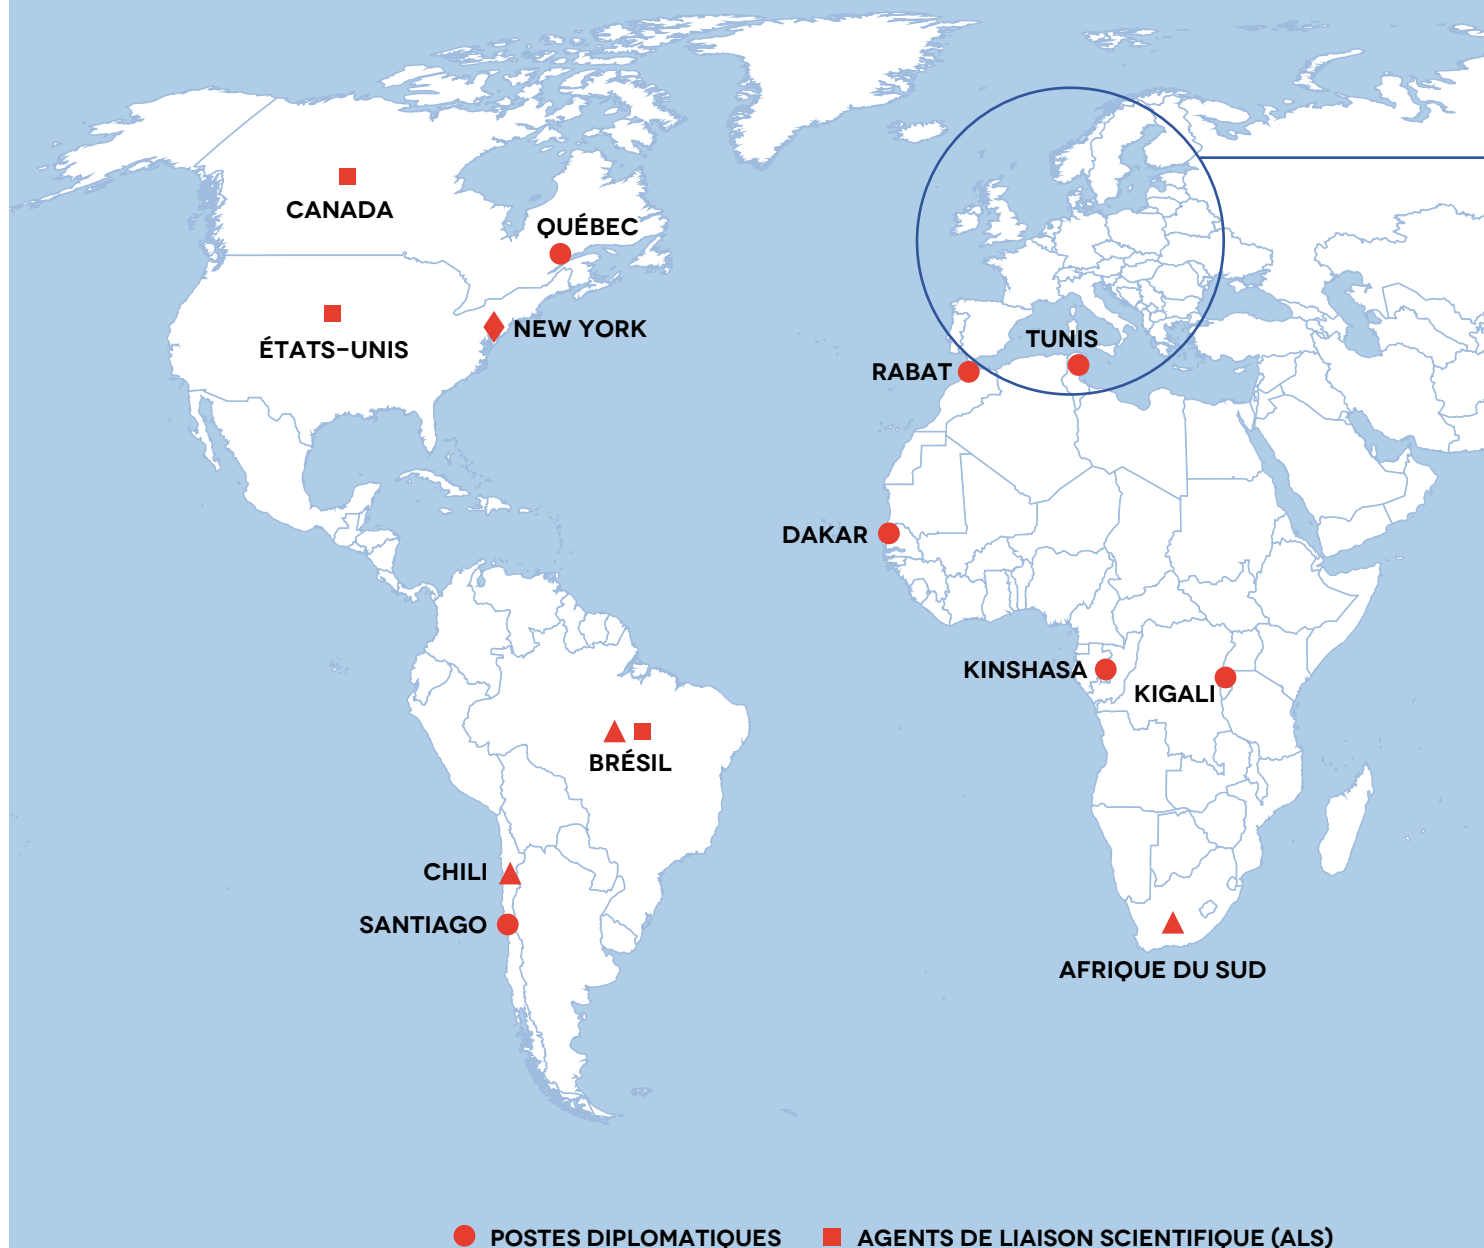 CANADA
QUÉBEC
NEW YORK
ÉTATS-UNIS
TUNIS
RABAT
DAKAR
KINSHASA
KIGALI
BRÉSIL
CHILI
SANTIAGO
AFRIQUE DU SUD
POSTES DIPLOMATIQUES AGENTS DE LIAISON SCIENTIFIQUE (ALS)